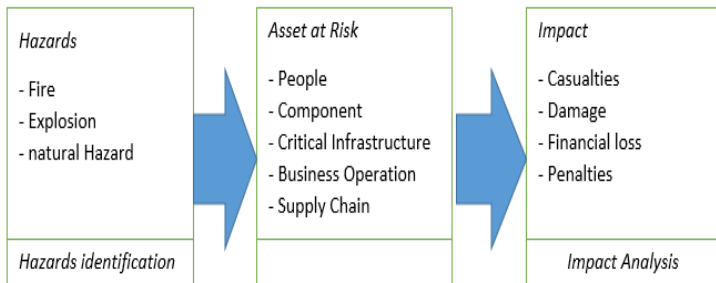 Hazards
- Fire
- Explosion
- natural Hazard
Hazards identification
Asset at Risk
- People
- Component
- Critical Infrastructure
- Business Operation
- Supply Chain
Impact
- Casualties
- Damage
- Financial loss
- Penalties
Impact Analysis